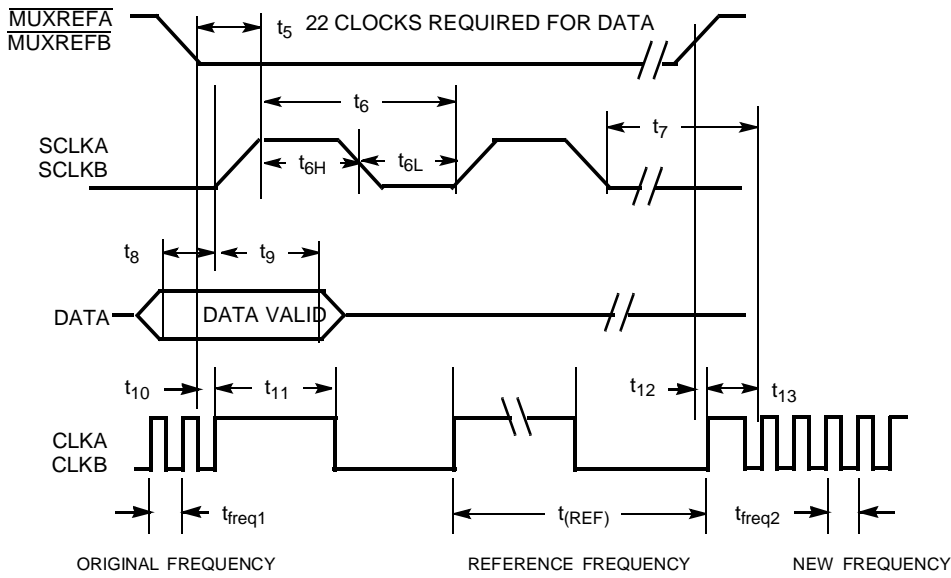 MUXREFA
MUXREFB
t5 22 CLOCKS REQUIRED FOR DATA
t6
t7
SCLKA
SCLKB
t6H t6L
t8 t9
DATA DATA VALID
t10 t11 t12 t13
CLKA
CLKB
tfreq1 t(REF) tfreq2
ORIGINAL FREQUENCY REFERENCE FREQUENCY NEW FREQUENCY